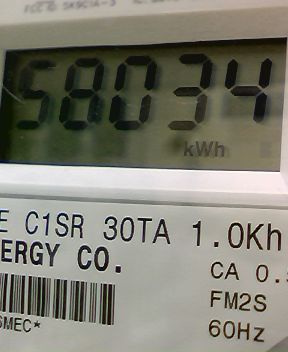 58034
kWh
E C1SR 30TA 1.0Kh
ERGY CO.
CA 0.
FM2S
60Hz
SMEC*